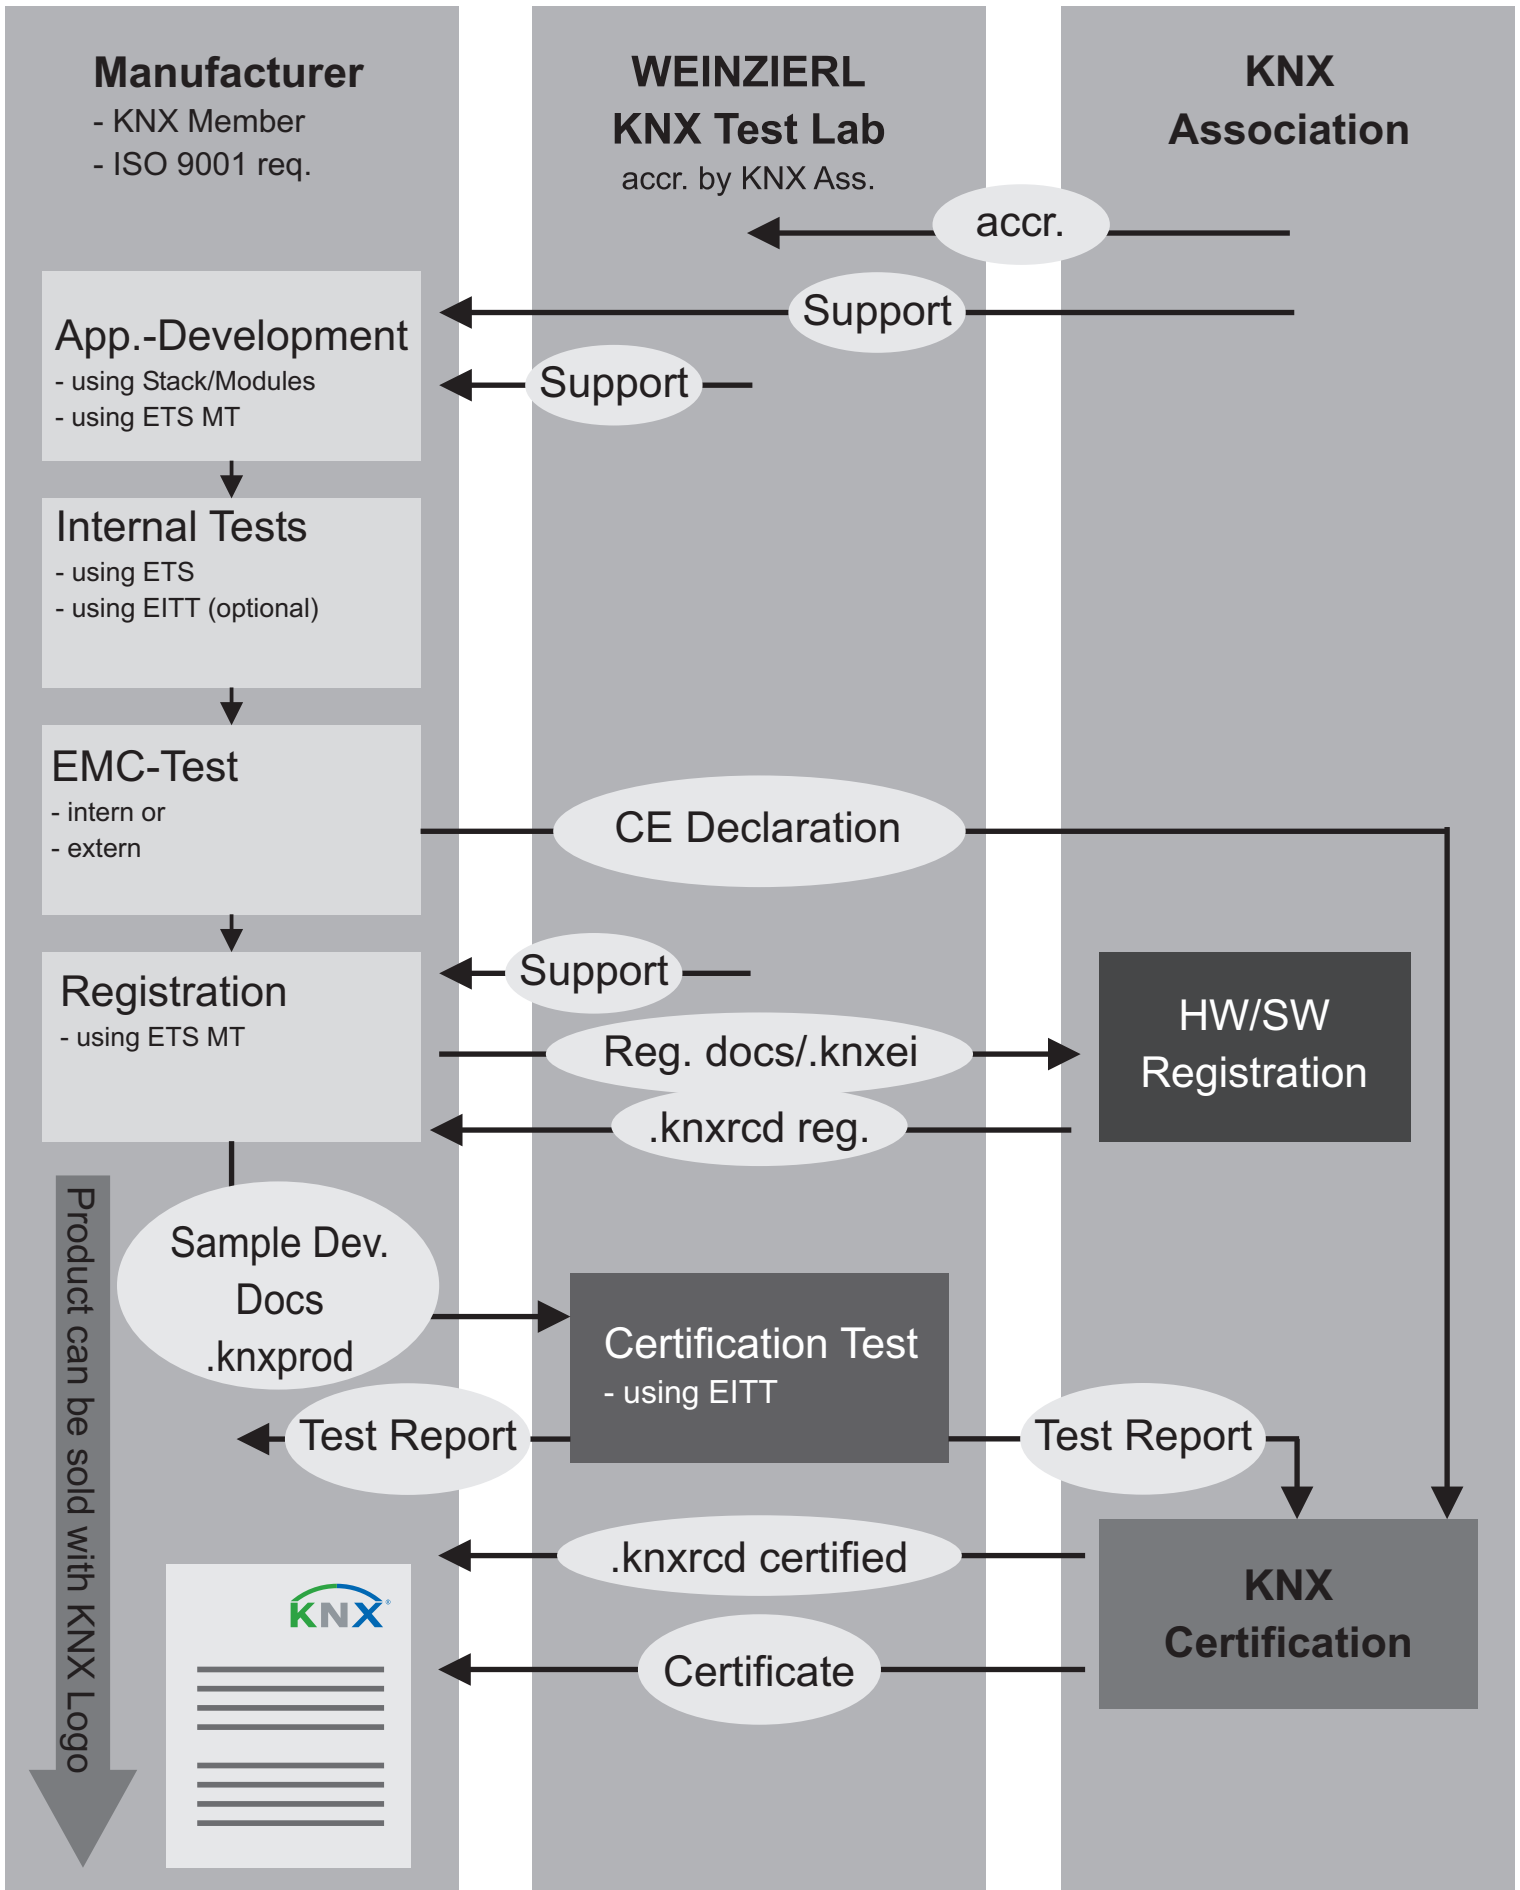 Manufacturer
- KNX Member
- ISO 9001 req.
WEINZIERL
KNX Test Lab
accr. by KNX Ass.
KNX
Association
accr.
Support
Support
App.-Development
- using Stack/Modules
- using ETS MT
Internal Tests
- using ETS
- using EITT (optional)
EMC-Test
- intern or
- extern
CE Declaration
Registration
- using ETS MT
Support
Reg. docs/.knxei
.knxrcd reg.
HW/SW
Registration
Product can be sold with KNX Logo
Sample Dev.
Docs
.knxprod
Certification Test
- using EITT
Test Report
Test Report
.knxrcd certified
Certificate
KNX
Certification
KNX®